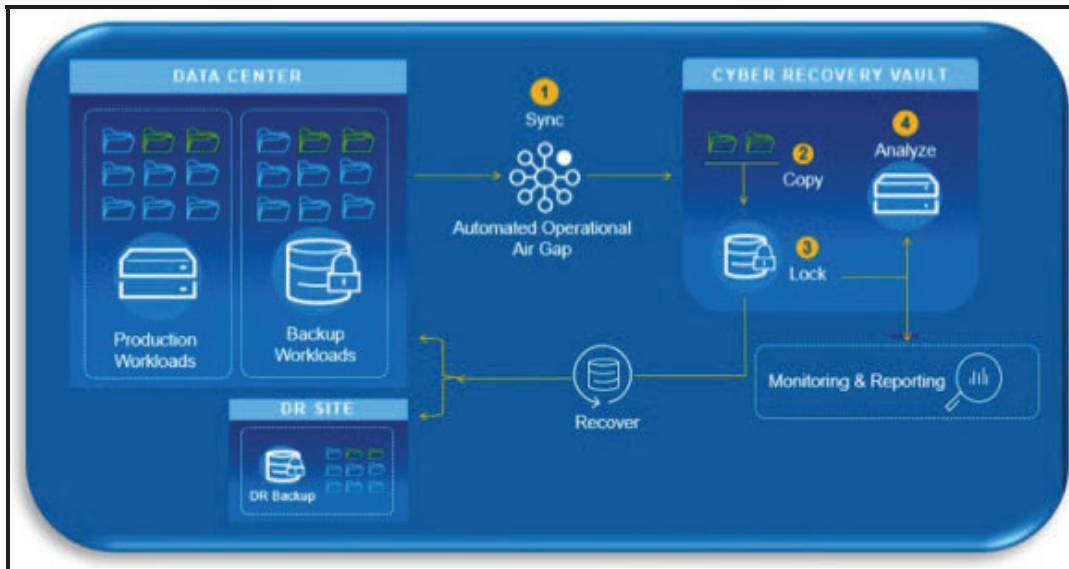 DATA CENTER
Production
Workloads
Backup
Workloads
1
Sync
Automated Operational
Air Gap
CYBER RECOVERY VAULT
2
Copy
3
Lock
4
Analyze
Monitoring & Reporting
Recover
DR SITE
DR Backup